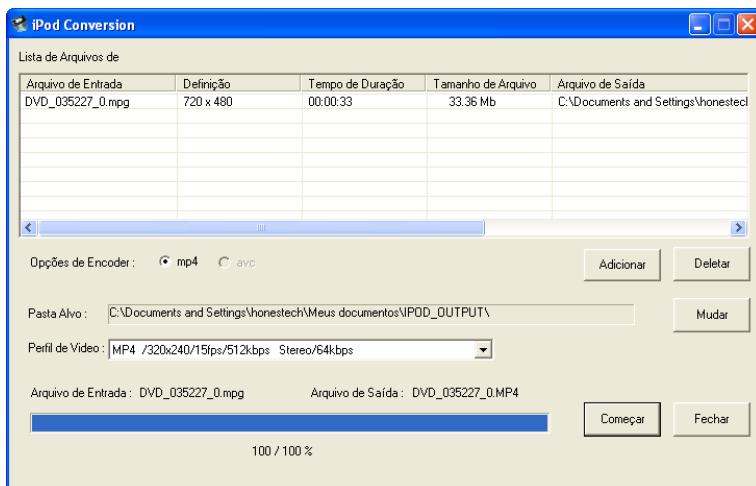 iPod Conversion
Lista de Arquivos de
Arquivo de Entrada Definição Tempo de Duração Tamanho de Arquivo Arquivo de Saída
DVD_035227_0.mpg 720 x 480 00:00:33 33.36 Mb C:\Documents and Settings\honestecl
Opções de Encoder : mp4 avc Adicionar Deletar
Pasta Alvo : C:\Documents and Settings\honestech\Meus documentos\IPOD_OUTPUT\ Mudar
Perfil de Video : MP4 /320x240/15fps/512kbps Stereo/64kbps
Arquivo de Entrada : DVD_035227_0.mpg Arquivo de Saída : DVD_035227_0.MP4
Começar Fechar
100 / 100 %